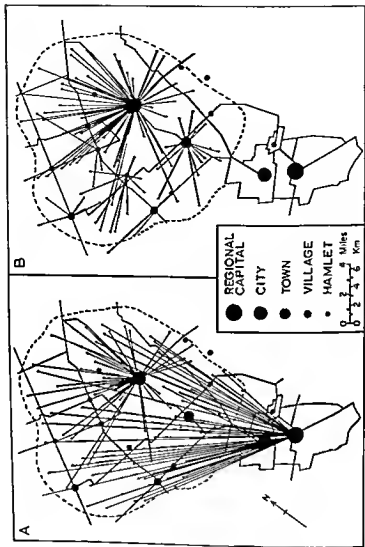 A
B
REGIONAL
CAPITAL
CITY
TOWN
VILLAGE
HAMLET
0 2 4 Miles
0 2 4 6 Km
N